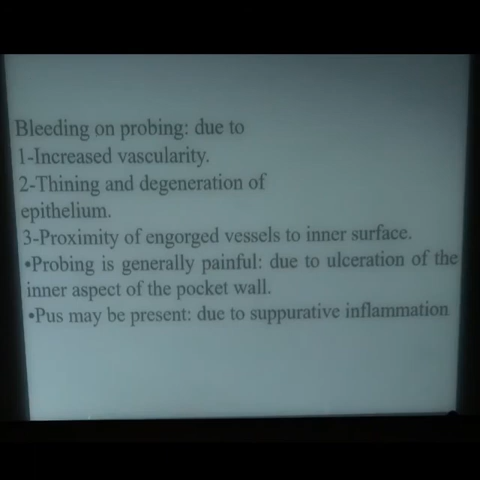 Bleeding on probing: due to
1-Increased vascularity.
2-Thining and degeneration of
epithelium.
3-Proximity of engorged vessels to inner surface.
•Probing is generally painful: due to ulceration of the
inner aspect of the pocket wall.
•Pus may be present: due to suppurative inflammation